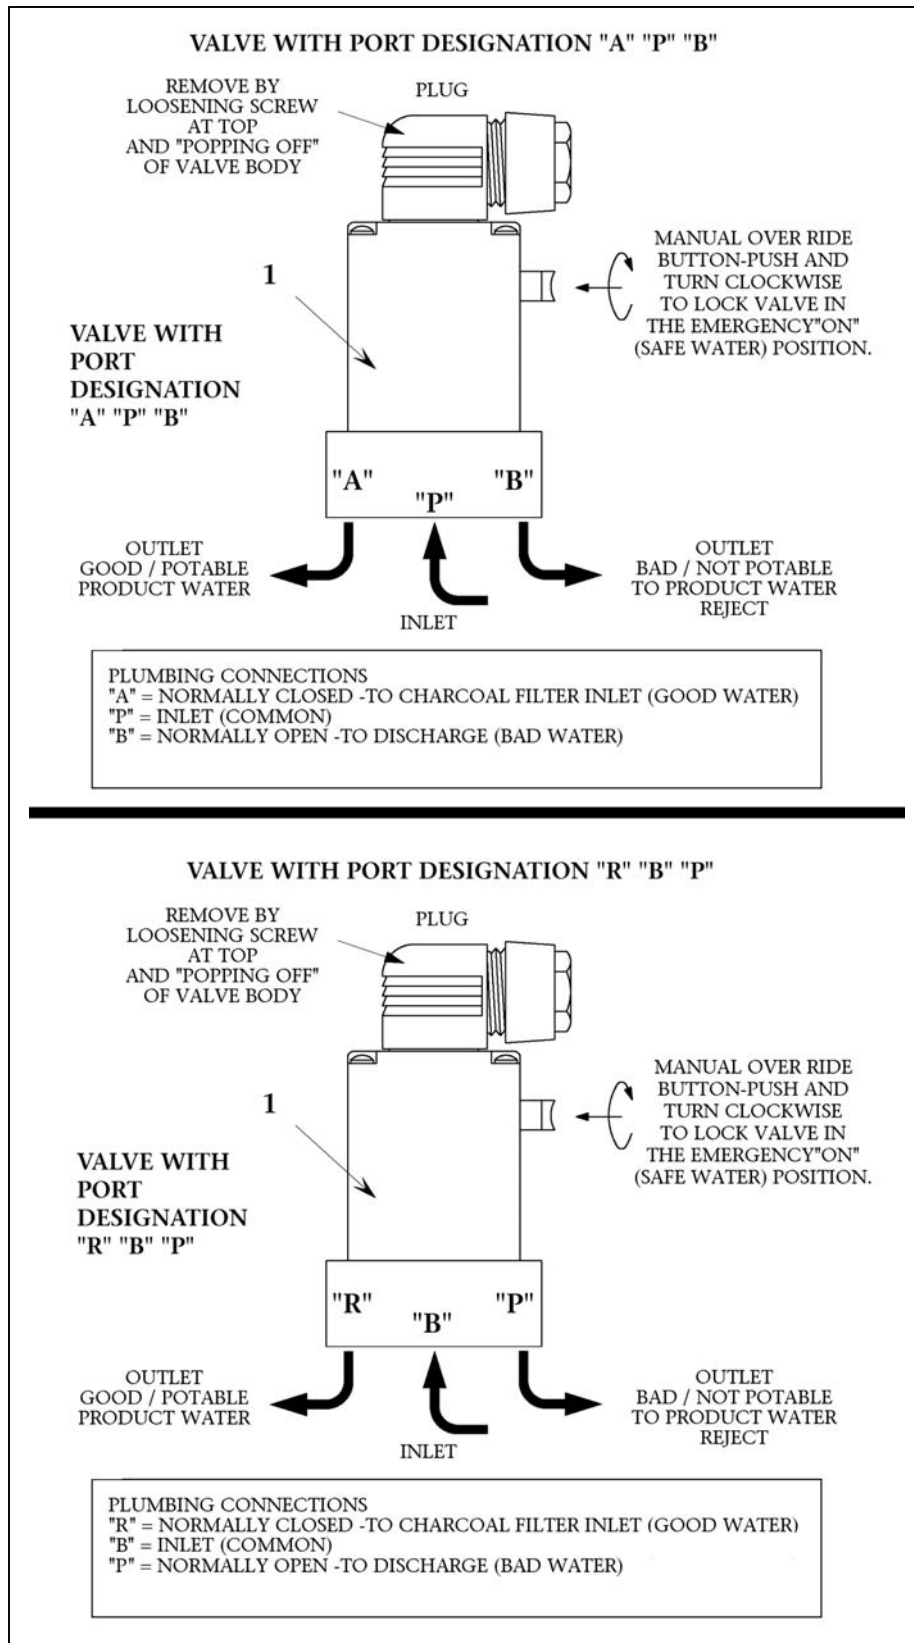 VALVE WITH PORT DESIGNATION "A" "P" "B"
REMOVE BY
LOOSENING SCREW
AT TOP
AND "POPPING OFF"
OF VALVE BODY
PLUG
MANUAL OVER RIDE
BUTTON-PUSH AND
TURN CLOCKWISE
TO LOCK VALVE IN
THE EMERGENCY"ON"
(SAFE WATER) POSITION.
1
VALVE WITH
PORT
DESIGNATION
"A" "P" "B"
"A"
"P"
"B"
OUTLET
GOOD / POTABLE
PRODUCT WATER
INLET
OUTLET
BAD / NOT POTABLE
TO PRODUCT WATER
REJECT
PLUMBING CONNECTIONS
"A" = NORMALLY CLOSED -TO CHARCOAL FILTER INLET (GOOD WATER)
"P" = INLET (COMMON)
"B" = NORMALLY OPEN -TO DISCHARGE (BAD WATER)
VALVE WITH PORT DESIGNATION "R" "B" "P"
REMOVE BY
LOOSENING SCREW
AT TOP
AND "POPPING OFF"
OF VALVE BODY
PLUG
MANUAL OVER RIDE
BUTTON-PUSH AND
TURN CLOCKWISE
TO LOCK VALVE IN
THE EMERGENCY"ON"
(SAFE WATER) POSITION.
1
VALVE WITH
PORT
DESIGNATION
"R" "B" "P"
"R"
"B"
"P"
OUTLET
GOOD / POTABLE
PRODUCT WATER
INLET
OUTLET
BAD / NOT POTABLE
TO PRODUCT WATER
REJECT
PLUMBING CONNECTIONS
"R" = NORMALLY CLOSED -TO CHARCOAL FILTER INLET (GOOD WATER)
"B" = INLET (COMMON)
"P" = NORMALLY OPEN -TO DISCHARGE (BAD WATER)